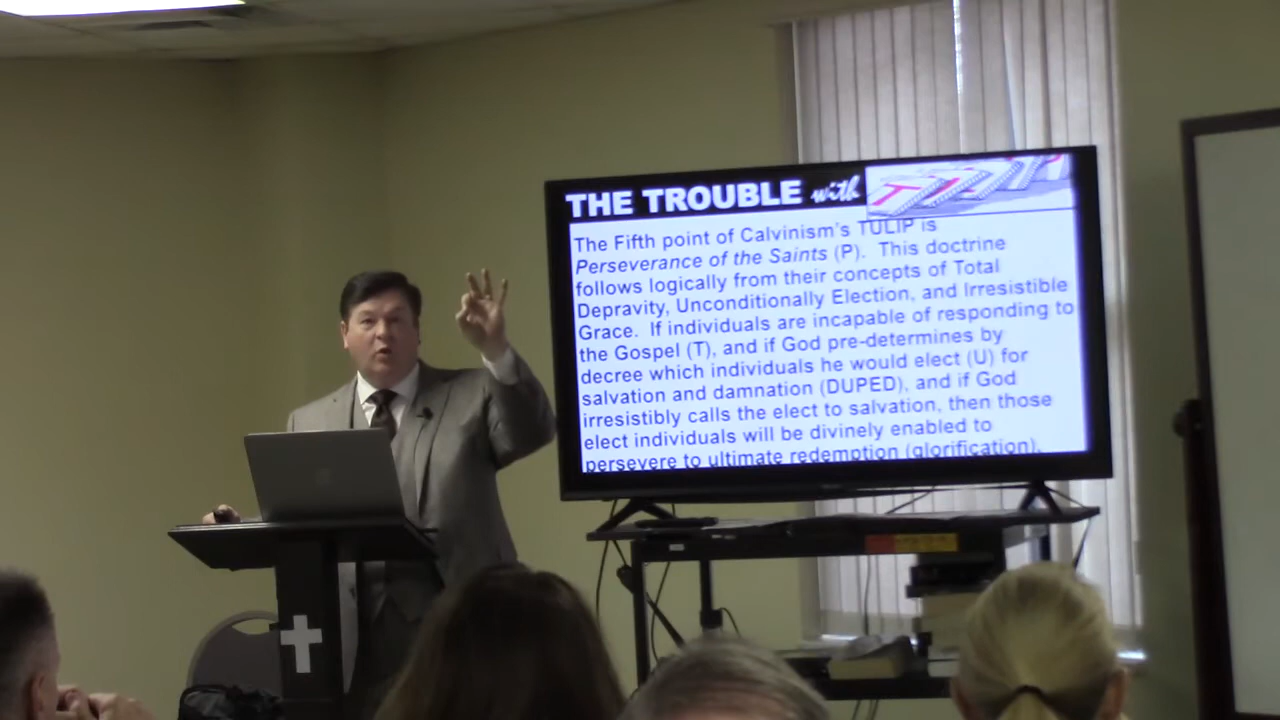 THE TROUBLE with
The Fifth point of Calvinism's TULIP is
Perseverance of the Saints (P). This doctrine
follows logically from their concepts of Total
Depravity, Unconditionally Election, and Irresistible
Grace. If individuals are incapable of responding to
the Gospel (T), and if God pre-determines by
decree which individuals he would elect (U) for
salvation and damnation (DUPED), and if God
irresistibly calls the elect to salvation, then those
elect individuals will be divinely enabled to
persevere to ultimate redemption (glorification).